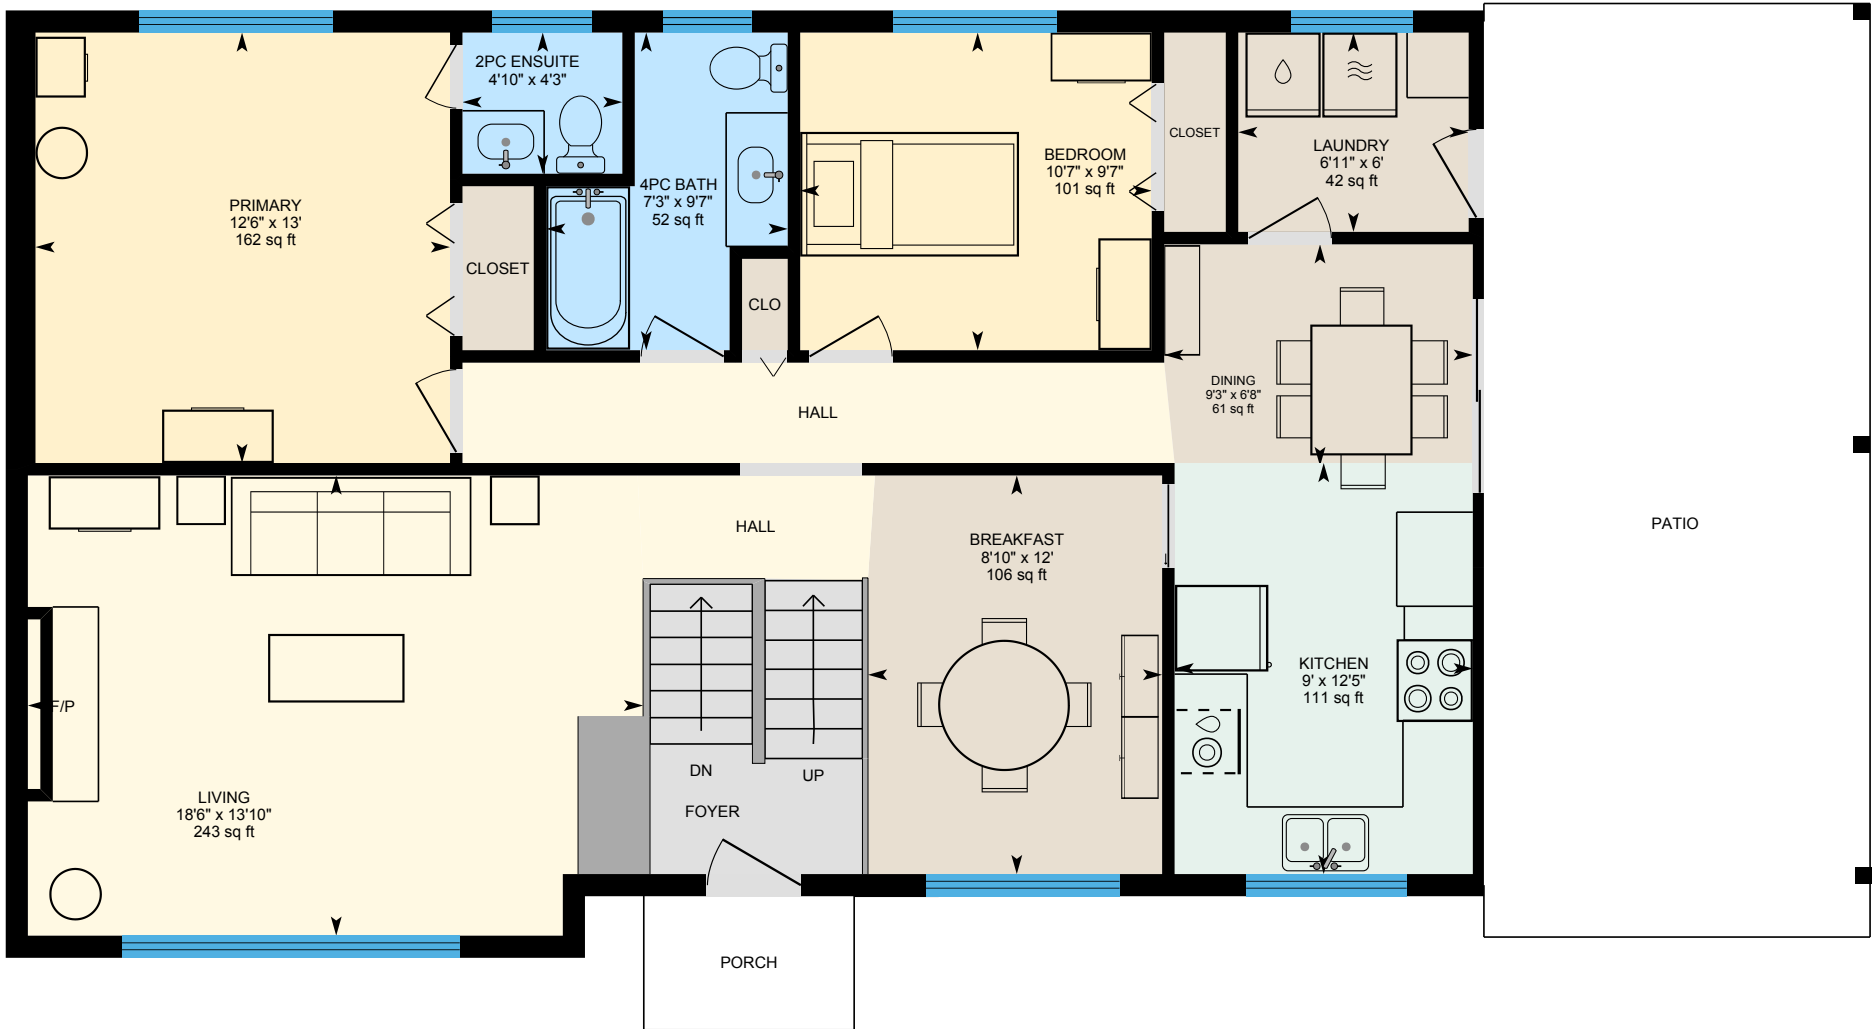 2PC ENSUITE
4'10" x 4'3"
PRIMARY
12'6" x 13'
162 sq ft
CLOSET
4PC BATH
7'3" x 9'7"
52 sq ft
CLO
BEDROOM
10'7" x 9'7"
101 sq ft
CLOSET
LAUNDRY
6'11" x 6'
42 sq ft
DINING
9'3" x 6'8"
61 sq ft
HALL
HALL
BREAKFAST
8'10" x 12'
106 sq ft
PATIO
KITCHEN
9' x 12'5"
111 sq ft
F/P
LIVING
18'6" x 13'10"
243 sq ft
DN
UP
FOYER
PORCH